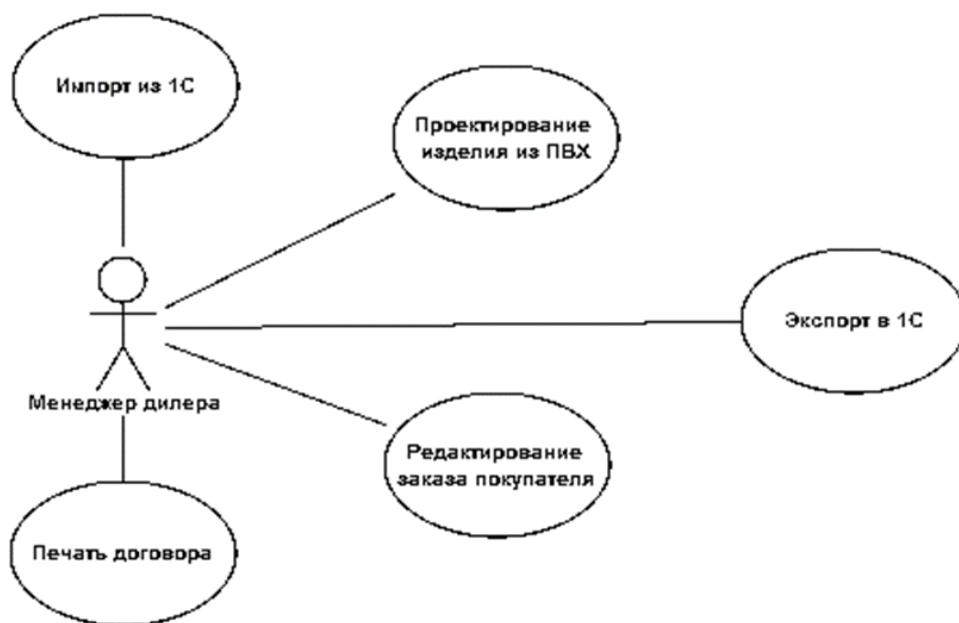 Импорт из 1С
Проектирование
изделия из ПВХ
Экспорт в 1С
Менеджер дилера
Редактирование
заказа покупателя
Печать договора